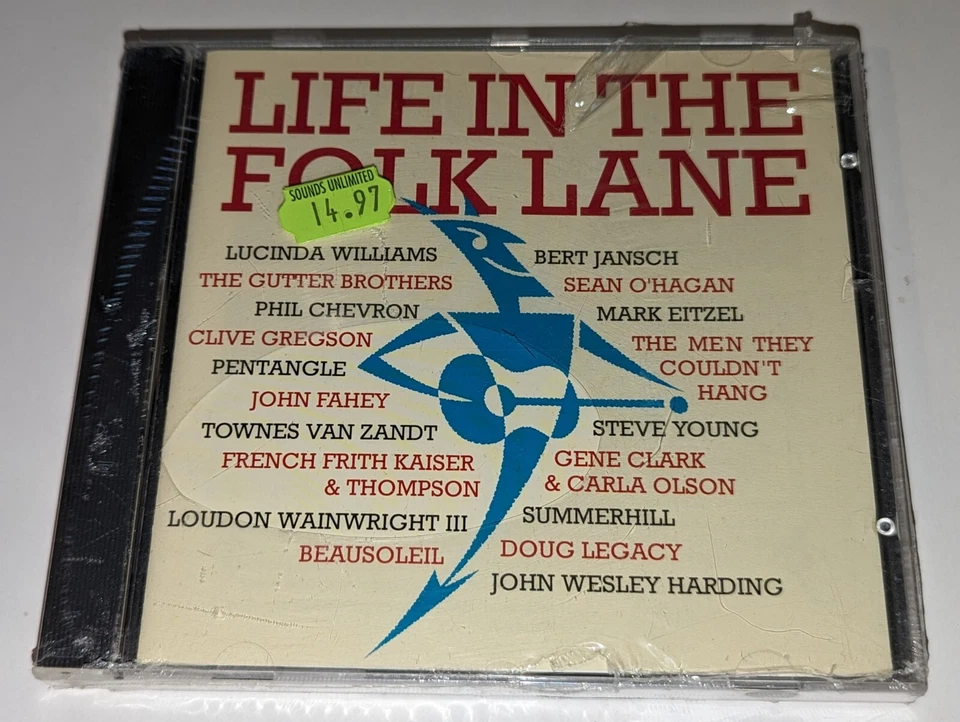 LIFE IN THE
FOLK LANE
SOUNDS UNLIMITED
14.97
LUCINDA WILLIAMS
THE GUTTER BROTHERS
PHIL CHEVRON
CLIVE GREGSON
PENTANGLE
JOHN FAHEY
TOWNES VAN ZANDT
FRENCH FRITH KAISER
& THOMPSON
LOUDON WAINWRIGHT III
BEAUSOLEIL
BERT JANSCH
SEAN O'HAGAN
MARK EITZEL
THE MEN THEY
COULDN'T
HANG
STEVE YOUNG
GENE CLARK
& CARLA OLSON
SUMMERHILL
DOUG LEGACY
JOHN WESLEY HARDING